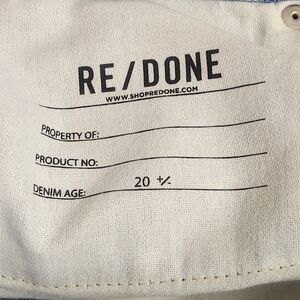 RE/DONE
WWW.SHOPREDONE.COM
PROPERTY OF:
PRODUCT NO:
DENIM AGE: 20 +/-